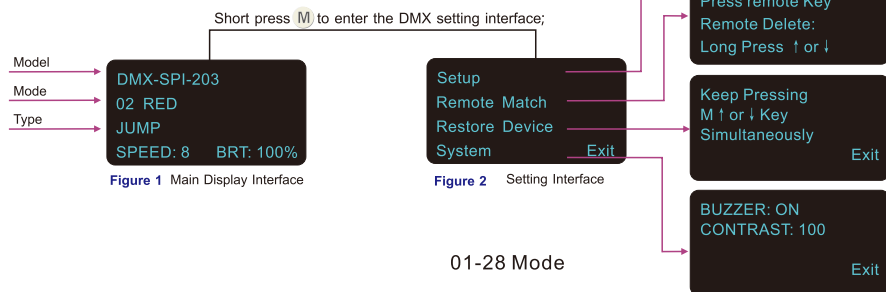 Press remote Key
Remote Delete:
Long Press ↑ or ↓
Short press M to enter the DMX setting interface;
Model
Mode
Type
DMX-SPI-203
02 RED
JUMP
SPEED: 8 BRT: 100%
Figure 1 Main Display Interface
Setup
Remote Match
Restore Device
System Exit
Figure 2 Setting Interface
Keep Pressing
M ↑ or ↓ Key
Simultaneously
Exit
BUZZER: ON
CONTRAST: 100
Exit
01-28 Mode